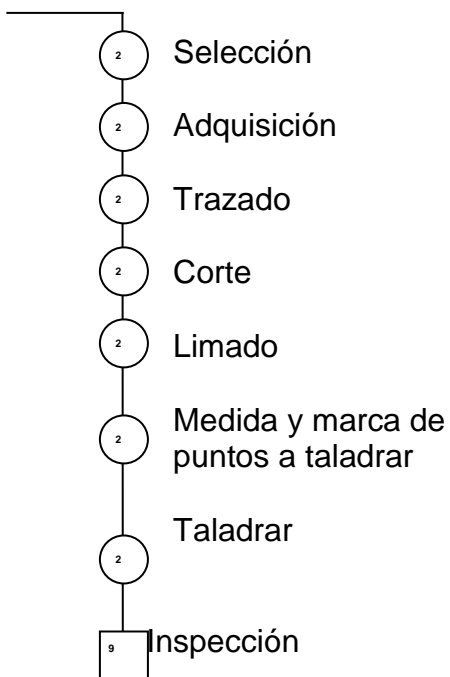 2 Selección
2 Adquisición
2 Trazado
2 Corte
2 Limado
2 Medida y marca de
puntos a taladrar
2 Taladrar
9 Inspección